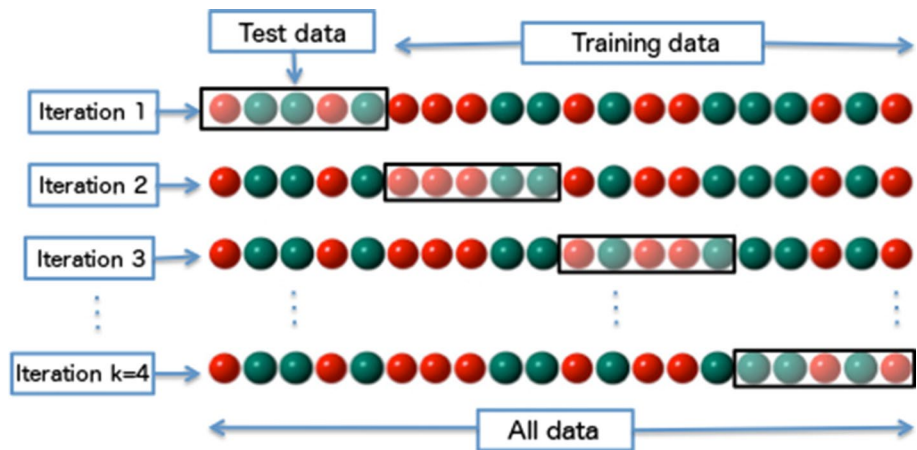 Test data
Training data
Iteration 1
Iteration 2
Iteration 3
Iteration k=4
All data